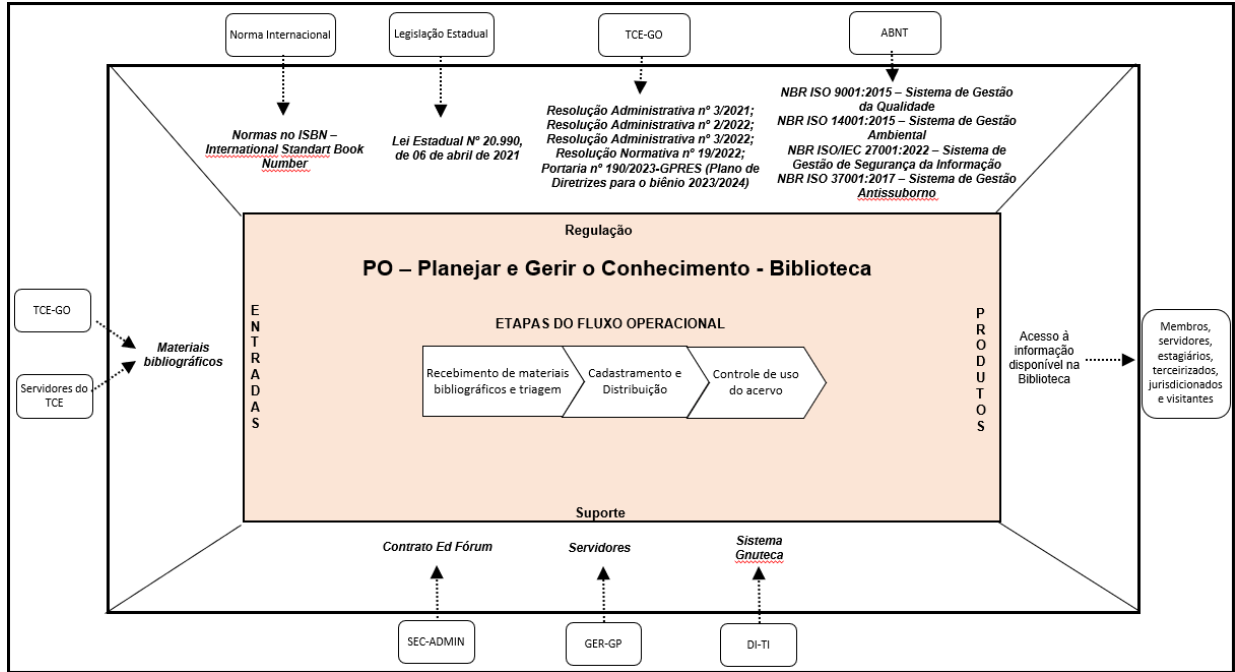 Norma Internacional
Legislação Estadual
TCE-GO
ABNT
Normas no ISBN –
International Standart Book
Number
Lei Estadual Nº 20.990,
de 06 de abril de 2021
Resolução Administrativa nº 3/2021;
Resolução Administrativa nº 2/2022;
Resolução Administrativa nº 3/2022;
Resolução Normativa nº 19/2022;
Portaria nº 190/2023-GPRES (Plano de
Diretrizes para o biênio 2023/2024)
NBR ISO 9001:2015 – Sistema de Gestão
da Qualidade
NBR ISO 14001:2015 – Sistema de Gestão
Ambiental
NBR ISO/IEC 27001:2022 – Sistema de
Gestão de Segurança da Informação
NBR ISO 37001:2017 – Sistema de Gestão
Antissuborno
Regulação
PO – Planejar e Gerir o Conhecimento - Biblioteca
TCE-GO
Servidores do
TCE
Materiais
bibliográficos
ENTRADAS
ETAPAS DO FLUXO OPERACIONAL
Recebimento de materiais
bibliográficos e triagem
Cadastramento e
Distribuição
Controle de uso
do acervo
PRODUTOS
Acesso à
informação
disponível na
Biblioteca
Membros,
servidores,
estagiários,
terceirizados,
jurisdicionados
e visitantes
Suporte
Contrato Ed Fórum
Servidores
Sistema
Gnuteca
SEC-ADMIN
GER-GP
DI-TI